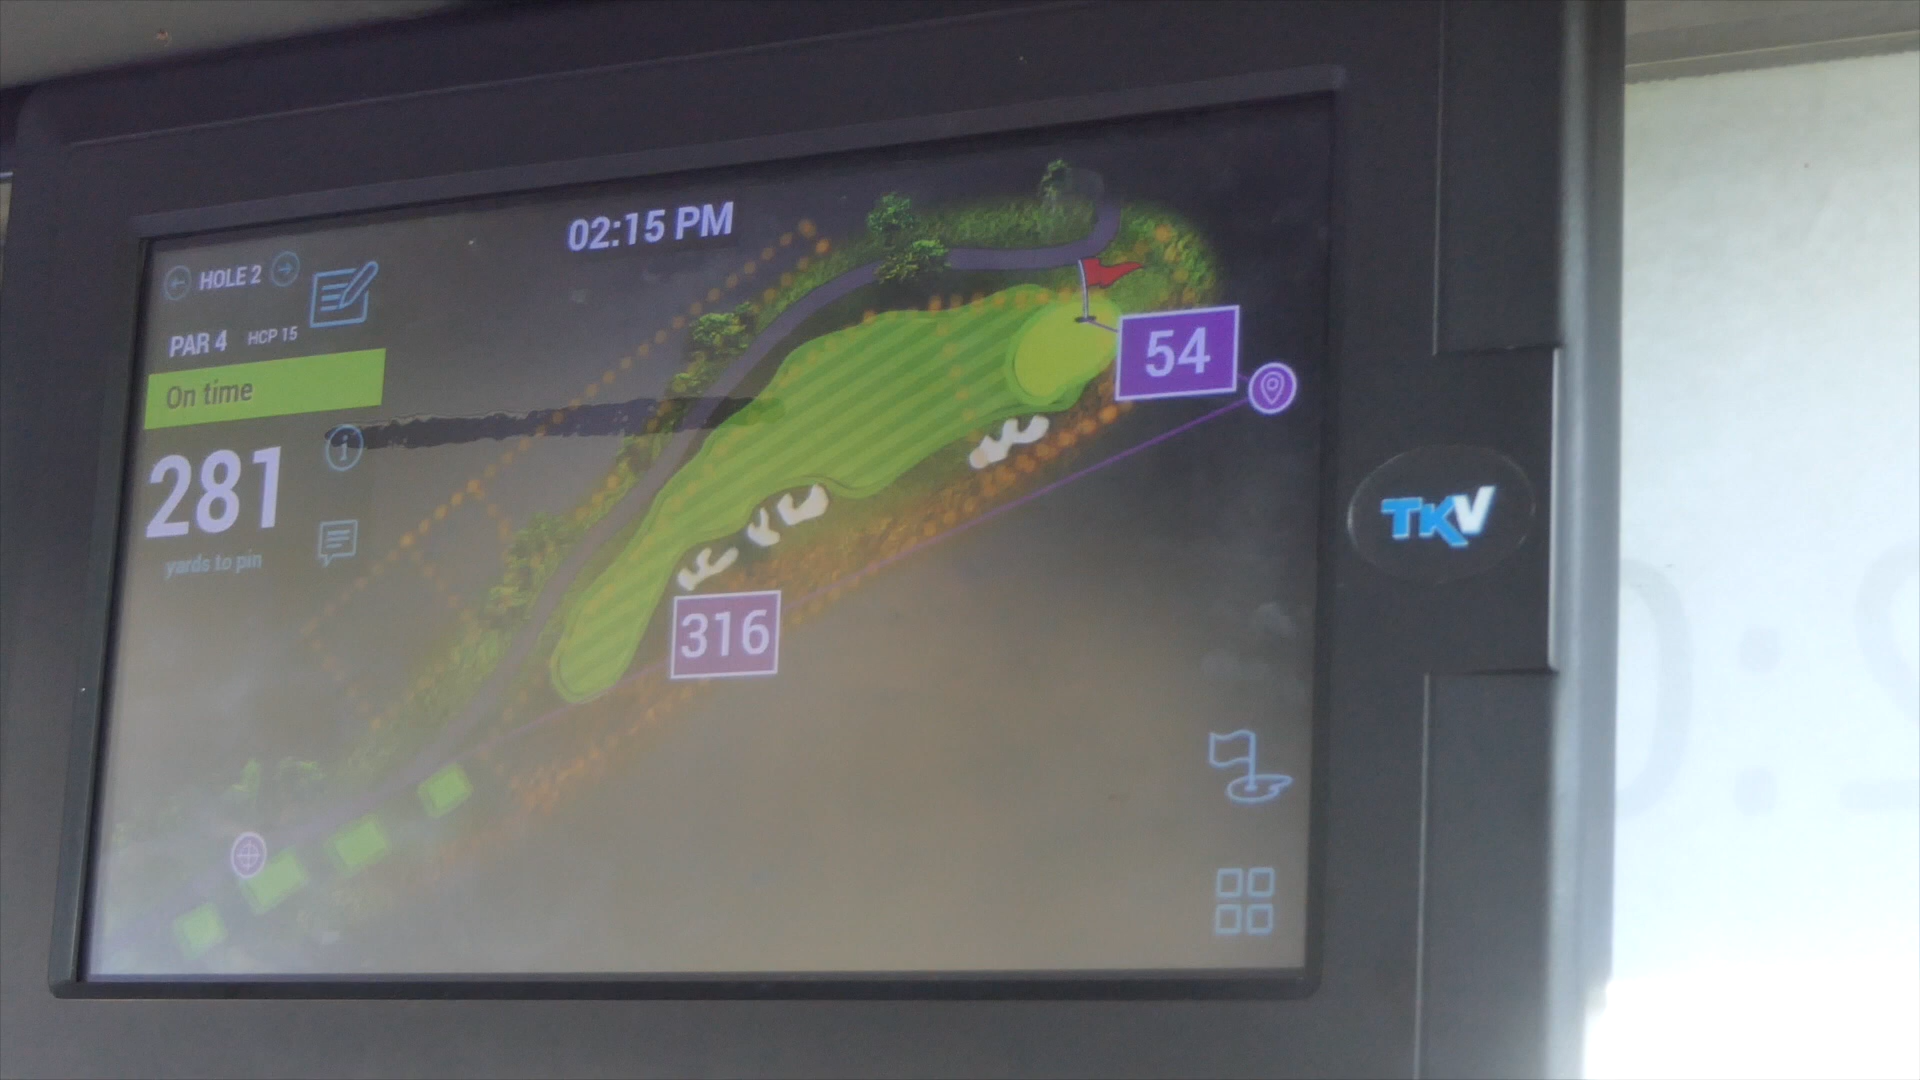 02:15 PM
HOLE 2
PAR 4 HCP 15
On time
281
yards to pin
54
316
TKV